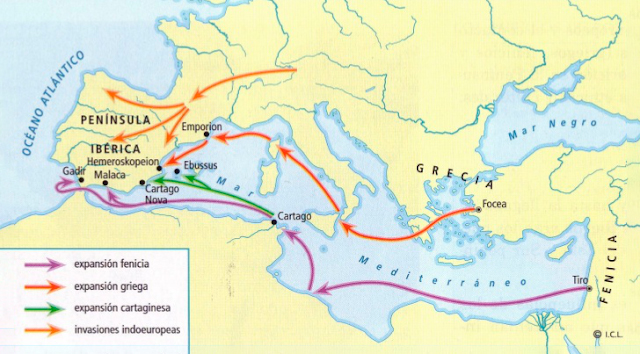 OCÉANO ATLÁNTICO
PENÍNSULA
IBÉRICA
Emporion
Hemeroskopeion
Ebussus
Gadir
Malaca
Cartago
Nova
Cartago
Mar
Mediterráneo
GRECIA
Focea
Mar Negro
Tiro
FENICIA
expansión fenicia
expansión griega
expansión cartaginesa
invasiones indoeuropeas
© I.C.L.